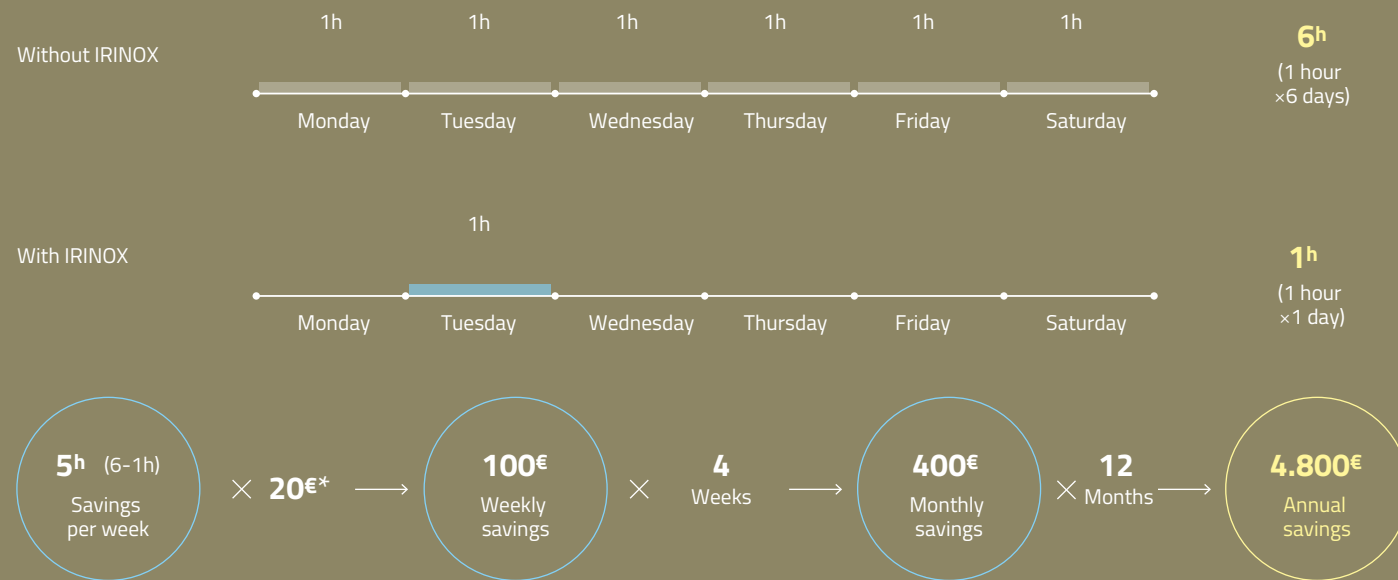 1h 1h 1h 1h 1h 1h
Without IRINOX
6h
(1 hour
×6 days)
Monday Tuesday Wednesday Thursday Friday Saturday
1h
With IRINOX
1h
(1 hour
×1 day)
Monday Tuesday Wednesday Thursday Friday Saturday
5h (6-1h)
Savings
per week
× 20€*
100€
Weekly
savings
× 4
Weeks
400€
Monthly
savings
× 12
Months
4.800€
Annual
savings